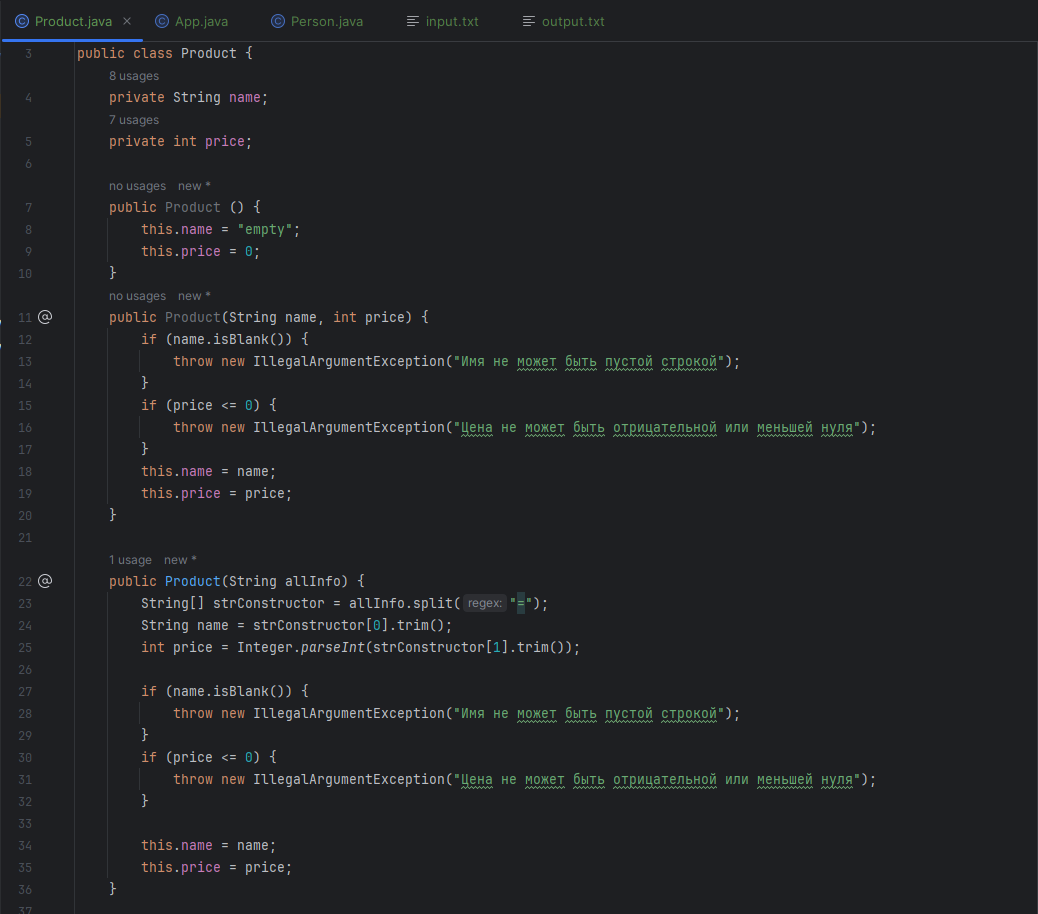 Product.java × App.java Person.java input.txt output.txt
3 public class Product {
8 usages
4 private String name;
7 usages
5 private int price;
6
no usages new *
7 public Product () {
8 this.name = "empty";
9 this.price = 0;
10 }
no usages new *
11 @ public Product(String name, int price) {
12 if (name.isBlank()) {
13 throw new IllegalArgumentException("Имя не может быть пустой строкой");
14 }
15 if (price <= 0) {
16 throw new IllegalArgumentException("Цена не может быть отрицательной или меньшей нуля");
17 }
18 this.name = name;
19 this.price = price;
20 }
21
1 usage new *
22 @ public Product(String allInfo) {
23 String[] strConstructor = allInfo.split( regex: "=");
24 String name = strConstructor[0].trim();
25 int price = Integer.parseInt(strConstructor[1].trim());
26
27 if (name.isBlank()) {
28 throw new IllegalArgumentException("Имя не может быть пустой строкой");
29 }
30 if (price <= 0) {
31 throw new IllegalArgumentException("Цена не может быть отрицательной или меньшей нуля");
32 }
33
34 this.name = name;
35 this.price = price;
36 }
37